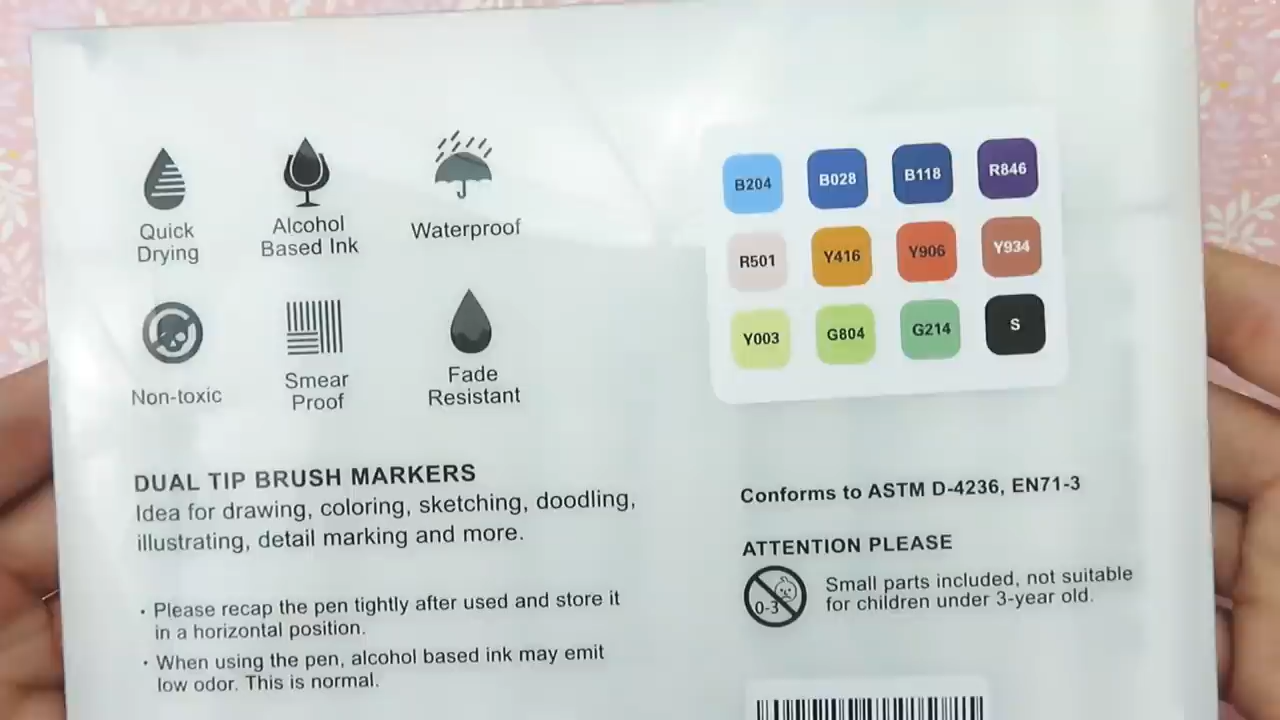 Quick
Drying
Alcohol
Based Ink
Waterproof
Non-toxic
Smear
Proof
Fade
Resistant
B204 B028 B118 R846
R501 Y416 Y906 Y934
Y003 G804 G214 S
DUAL TIP BRUSH MARKERS
Idea for drawing, coloring, sketching, doodling,
illustrating, detail marking and more.
· Please recap the pen tightly after used and store it
in a horizontal position.
· When using the pen, alcohol based ink may emit
low odor. This is normal.
Conforms to ASTM D-4236, EN71-3
ATTENTION PLEASE
0-3
Small parts included, not suitable
for children under 3-year old.